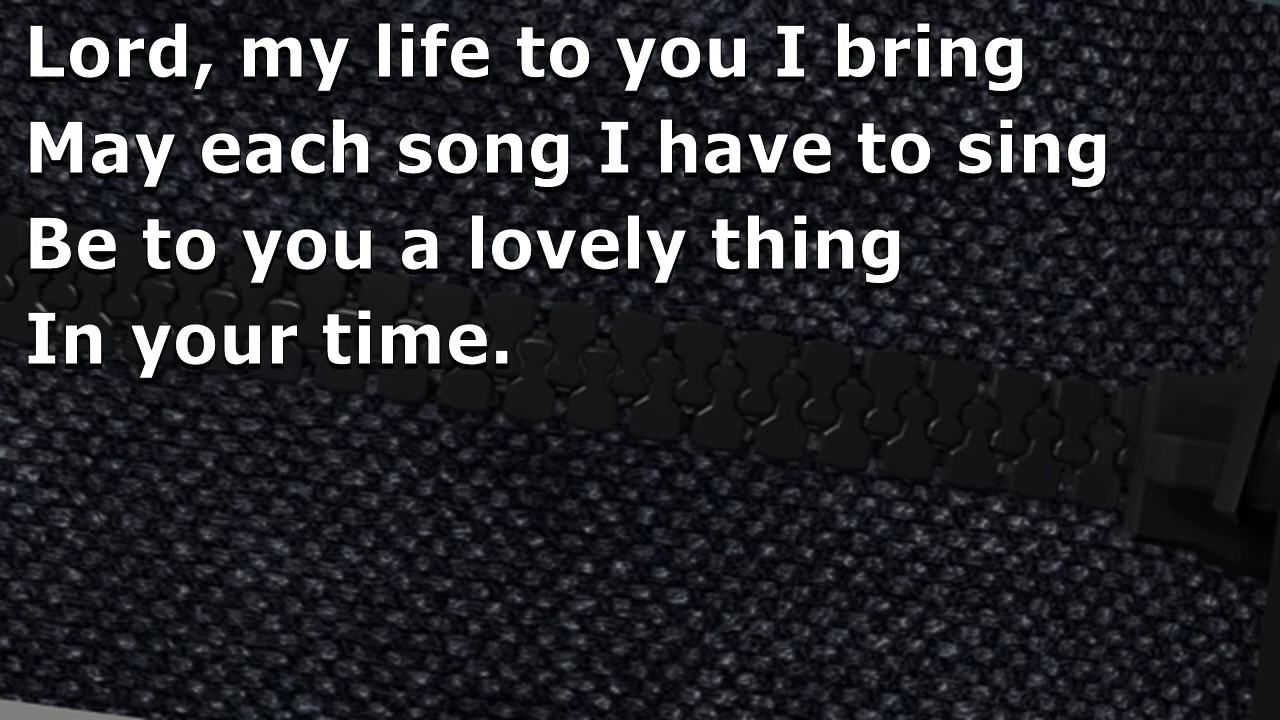 Lord, my life to you I bring
May each song I have to sing
Be to you a lovely thing
In your time.